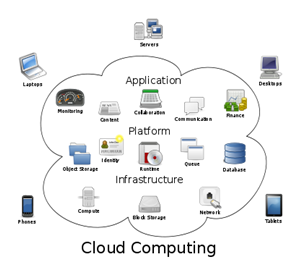 Servers
Application
Laptops
Desktops
Monitoring
Content
Collaboration
Communication
Finance
Platform
Object Storage
Identity
Runtime
Queue
Database
Infrastructure
Phones
Compute
Block Storage
Network
Tablets
Cloud Computing